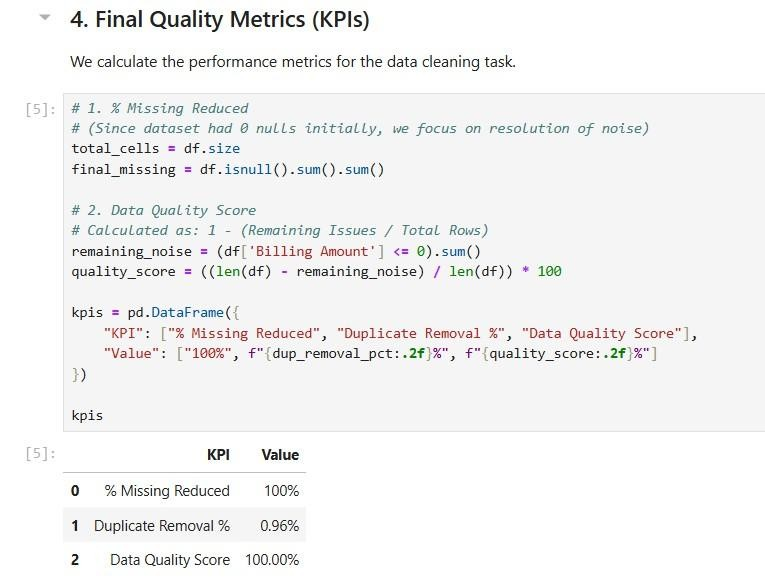 4. Final Quality Metrics (KPIs)
We calculate the performance metrics for the data cleaning task.
[5]: # 1. % Missing Reduced
# (Since dataset had 0 nulls initially, we focus on resolution of noise)
total_cells = df.size
final_missing = df.isnull().sum().sum()
# 2. Data Quality Score
# Calculated as: 1 - (Remaining Issues / Total Rows)
remaining_noise = (df['Billing Amount'] <= 0).sum()
quality_score = ((len(df) - remaining_noise) / len(df)) * 100
kpis = pd.DataFrame({
    "KPI": ["% Missing Reduced", "Duplicate Removal %", "Data Quality Score"],
    "Value": ["100%", f"{dup_removal_pct:.2f}%", f"{quality_score:.2f}%"]
})
kpis
[5]: KPI Value
0 % Missing Reduced 100%
1 Duplicate Removal % 0.96%
2 Data Quality Score 100.00%